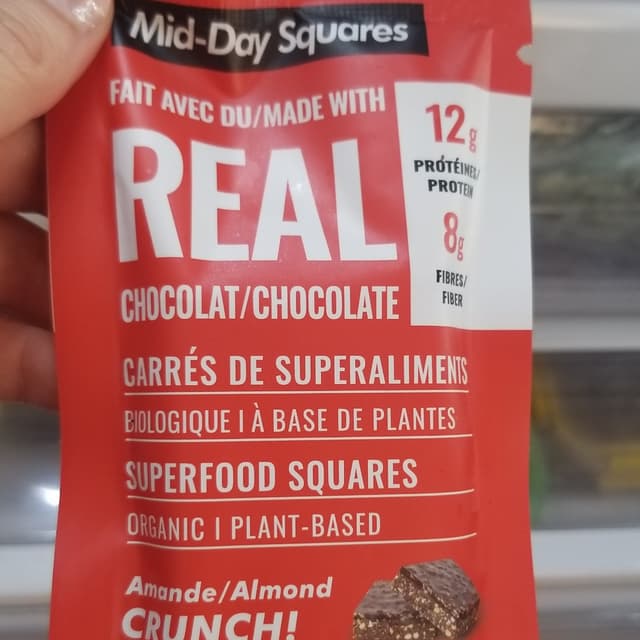 Mid-Day Squares
FAIT AVEC DU/MADE WITH
REAL
CHOCOLAT/CHOCOLATE
12g
PROTÉINES/
PROTEIN
8g
FIBRES/
FIBER
CARRÉS DE SUPERALIMENTS
BIOLOGIQUE | À BASE DE PLANTES
SUPERFOOD SQUARES
ORGANIC | PLANT-BASED
Amande/Almond
CRUNCH!